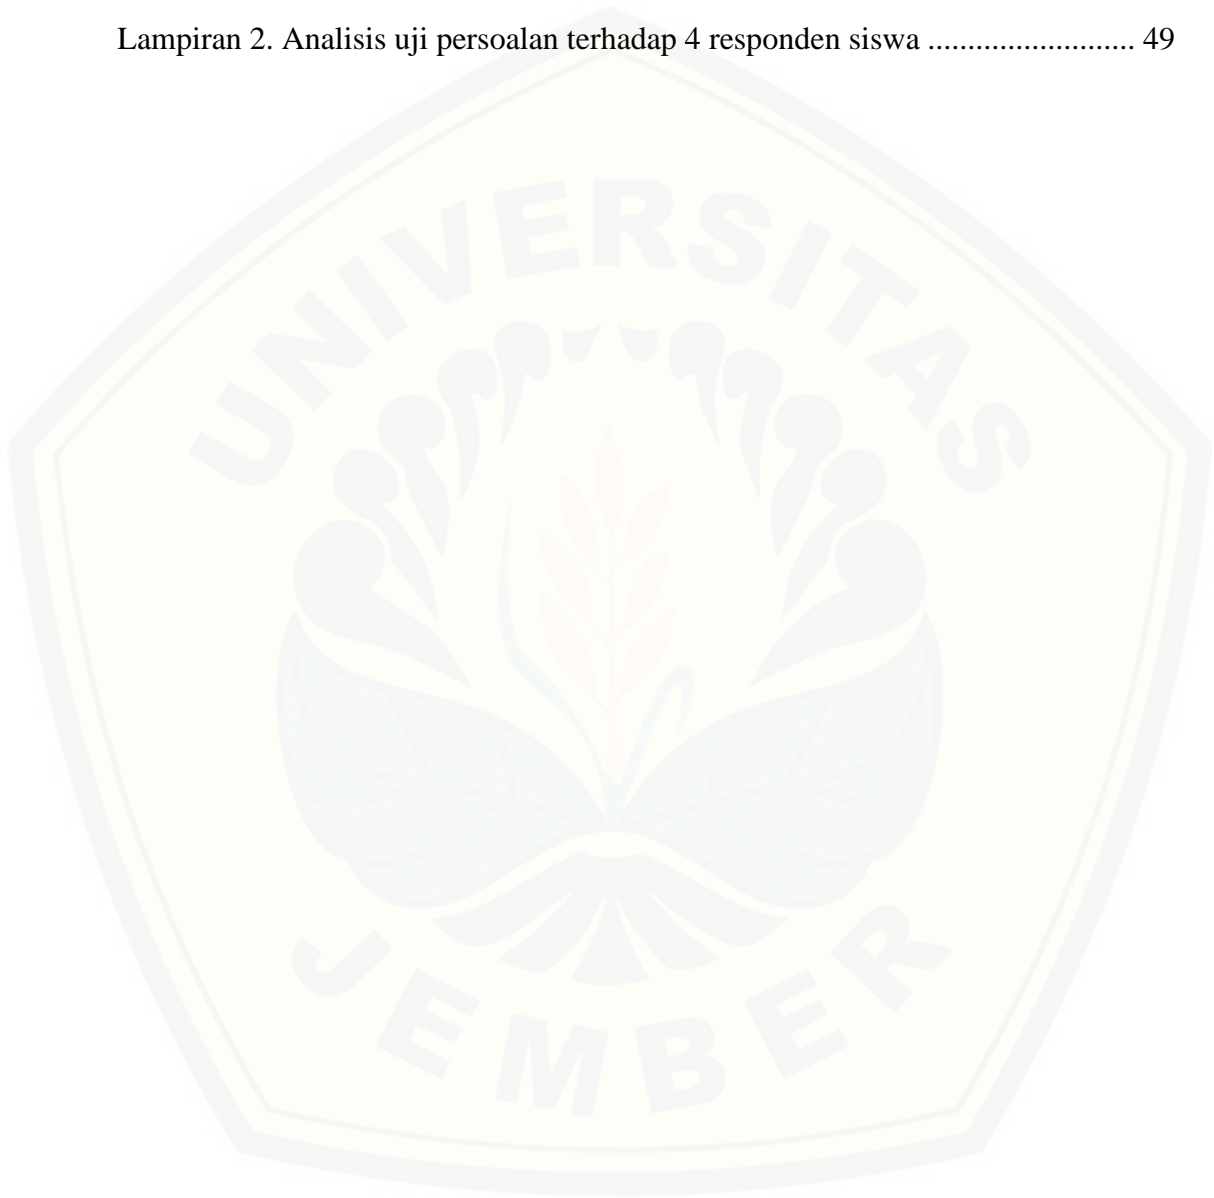 Lampiran 2. Analisis uji persoalan terhadap 4 responden siswa .......................... 49
UNIVERSITAS
JEMBER